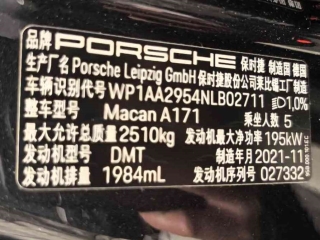 品牌 PORSCHE 保时捷 制造国 德国
生产厂名 Porsche Leipzig GmbH 保时捷股份公司莱比锡工厂制造
车辆识别代号 WP1AA2954NLB02711 1,0%
整车型号 Macan A171 乘坐人数 5
最大允许总质量 2510kg 发动机最大净功率 195kW
发动机型号 DMT 制造年月 2021-11
发动机排量 1984mL 发动机序列号 027332